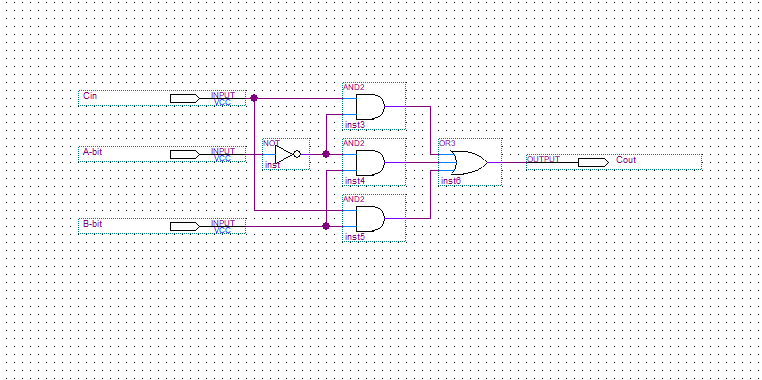 AND2
Cin
INPUT
VCC
inst3
A-bit
INPUT
VCC
NOT
inst
AND2
inst4
OR3
inst6
OUTPUT
Cout
AND2
B-bit
INPUT
VCC
inst5